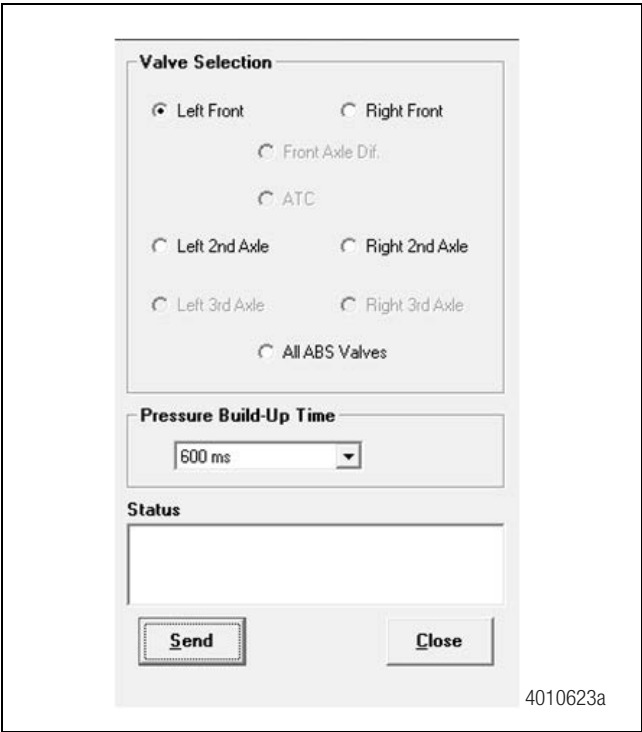 Valve Selection
Left Front Right Front
Front Axle Dif.
ATC
Left 2nd Axle Right 2nd Axle
Left 3rd Axle Right 3rd Axle
All ABS Valves
Pressure Build-Up Time
600 ms
Status
Send Close
4010623a